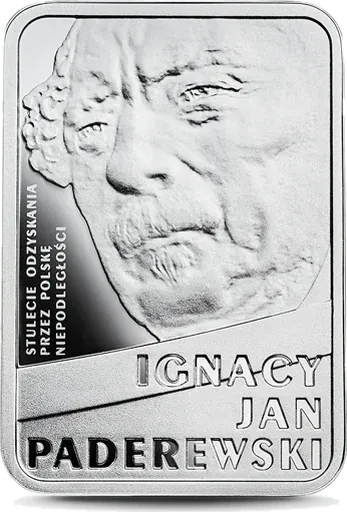 STULECIE ODZYSKANIA
PRZEZ POLSKĘ
NIEPODLEGŁOŚCI
IGNACY
JAN
PADEREWSKI